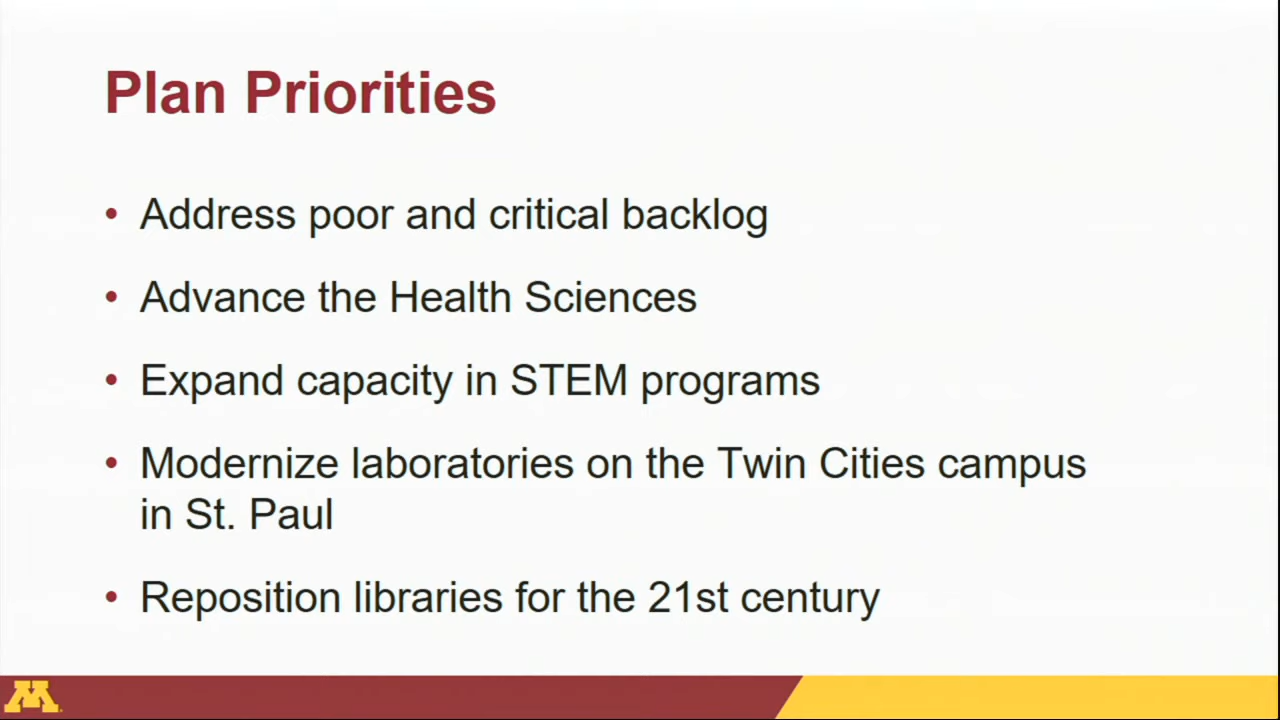 Plan Priorities
• Address poor and critical backlog
• Advance the Health Sciences
• Expand capacity in STEM programs
• Modernize laboratories on the Twin Cities campus
in St. Paul
• Reposition libraries for the 21st century
M